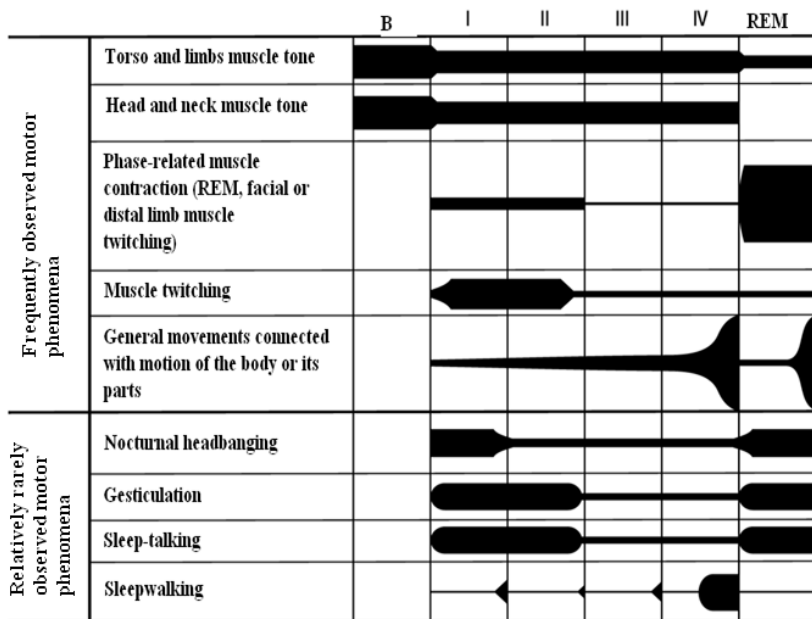 B I II III IV REM
Frequently observed motor
phenomena
Torso and limbs muscle tone
Head and neck muscle tone
Phase-related muscle
contraction (REM, facial or
distal limb muscle
twitching)
Muscle twitching
General movements connected
with motion of the body or its
parts
Relatively rarely
observed motor
phenomena
Nocturnal headbanging
Gesticulation
Sleep-talking
Sleepwalking